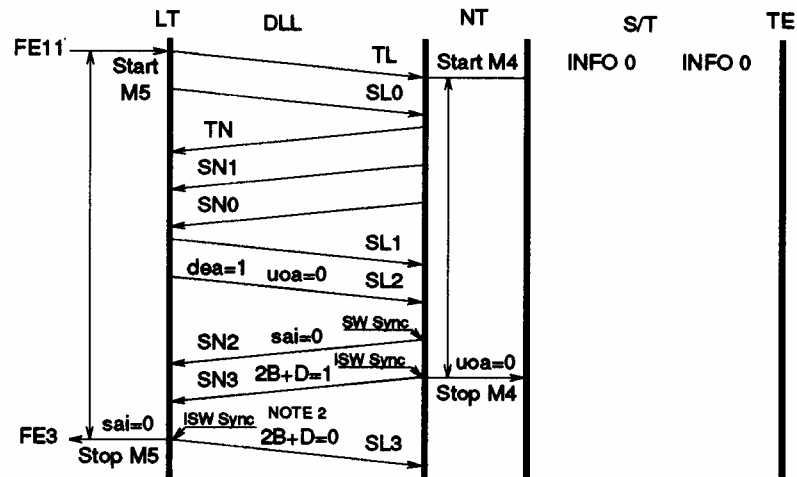 LT DLL NT S/T TE
FE11 TL Start M4 INFO 0 INFO 0
Start
M5 SL0
TN
SN1
SN0
SL1
dea=1 uoa=0 SL2
SW Sync
SN2 sai=0
ISW Sync uoa=0
SN3 2B+D=1
Stop M4
sai=0 ISW Sync NOTE 2
FE3 2B+D=0 SL3
Stop M5